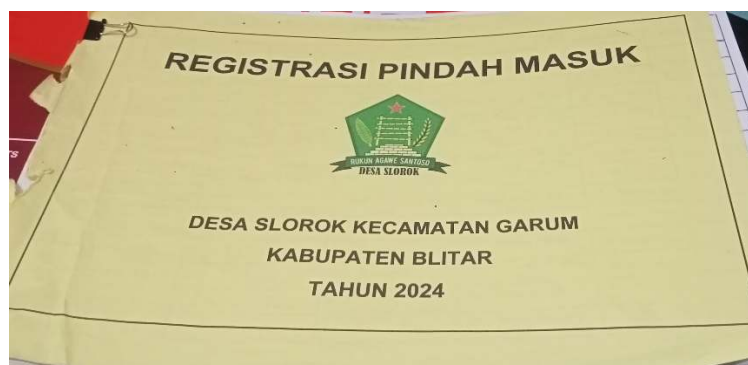 REGISTRASI PINDAH MASUK
RUKUN AGAWE SANTOSO
DESA SLOROK
DESA SLOROK KECAMATAN GARUM
KABUPATEN BLITAR
TAHUN 2024